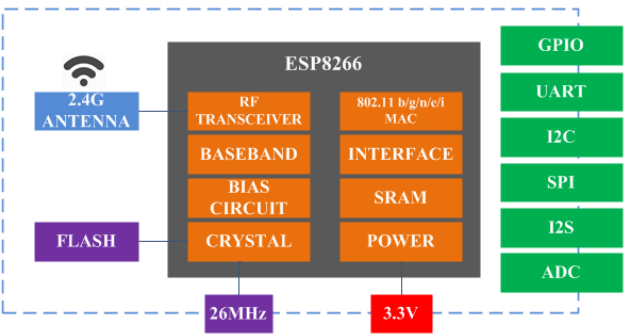 ESP8266
2.4G
ANTENNA
RF
TRANSCEIVER
802.11 b/g/n/c/i
MAC
BASEBAND
INTERFACE
BIAS
CIRCUIT
SRAM
FLASH
CRYSTAL
POWER
26MHz
3.3V
GPIO
UART
I2C
SPI
I2S
ADC